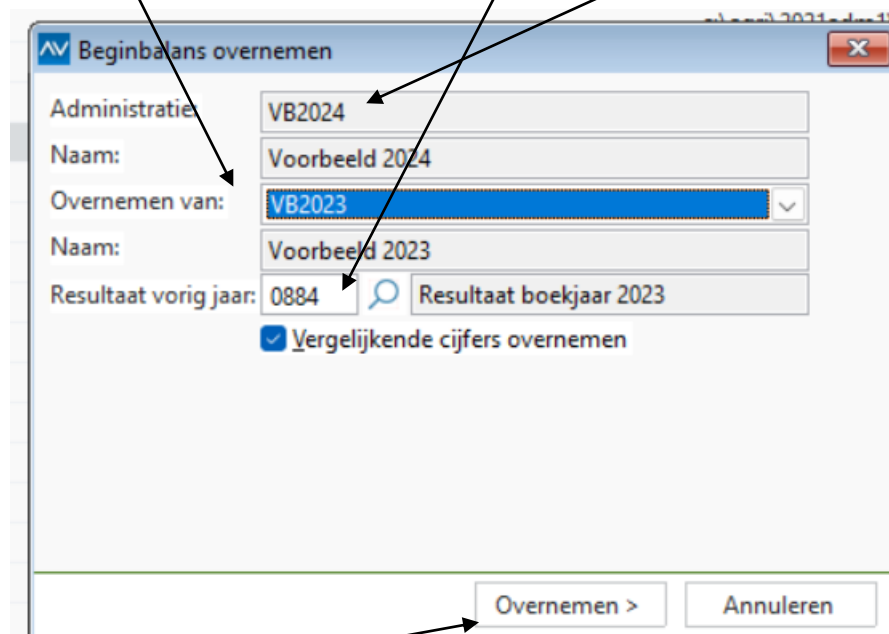 Beginbalans overnemen
Administratie: VB2024
Naam: Voorbeeld 2024
Overnemen van: VB2023
Naam: Voorbeeld 2023
Resultaat vorig jaar: 0884 Resultaat boekjaar 2023
Vergelijkende cijfers overnemen
Overnemen > Annuleren